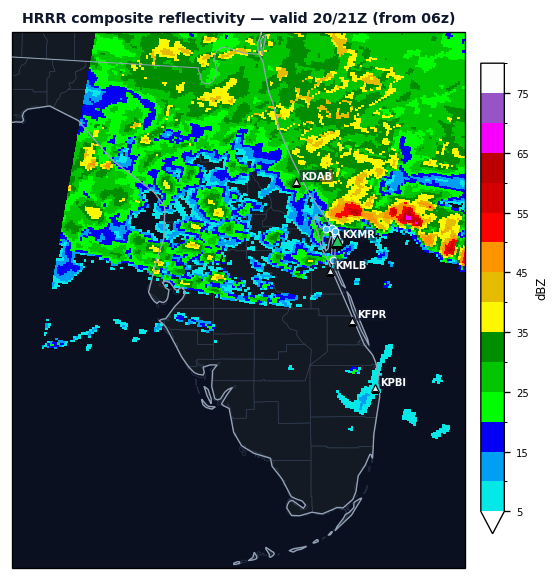 HRRR composite reflectivity — valid 20/21Z (from 06z)
KDAB
KXMR
KMLB
KFPR
KPBI
75
65
55
45
35
25
15
5
dBZ